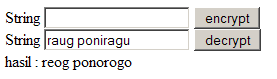 String encrypt
String raug poniragu decrypt
hasil : reog ponorogo